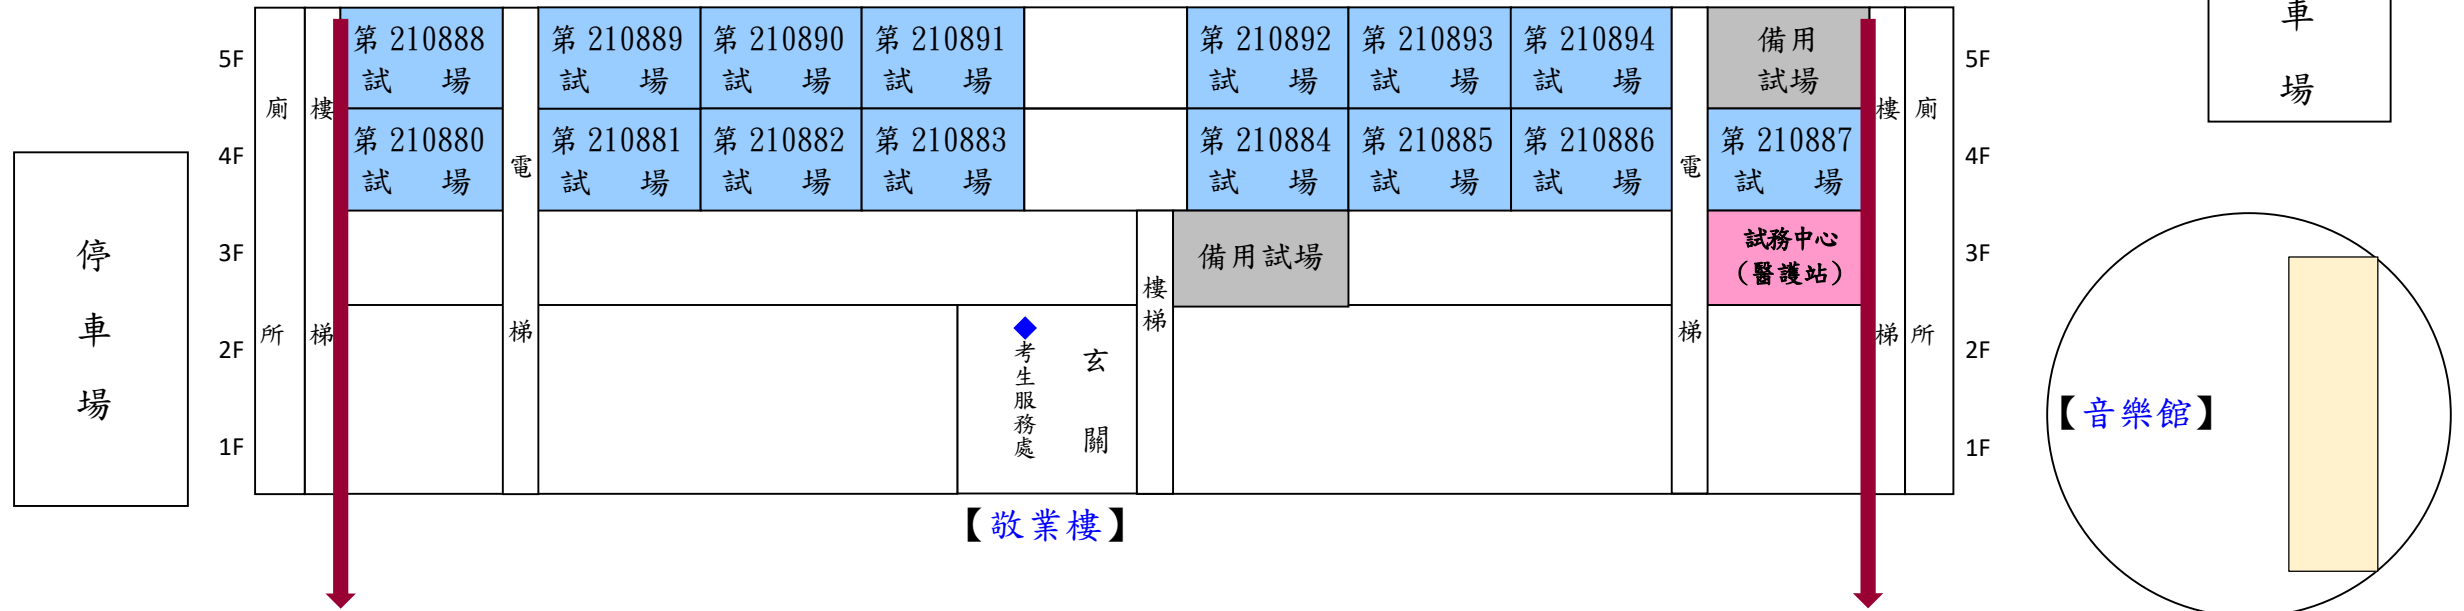 車
場
5F
第 210888
試 場
第 210889
試 場
第 210890
試 場
第 210891
試 場
第 210892
試 場
第 210893
試 場
第 210894
試 場
備用
試場
5F
廁所
樓梯
電梯
電梯
樓梯
廁所
4F
第 210880
試 場
第 210881
試 場
第 210882
試 場
第 210883
試 場
第 210884
試 場
第 210885
試 場
第 210886
試 場
第 210887
試 場
4F
停
車
場
3F
樓梯
備用試場
試務中心
(醫護站)
3F
2F
考生服務處
玄關
2F
1F
1F
【音樂館】
【敬業樓】